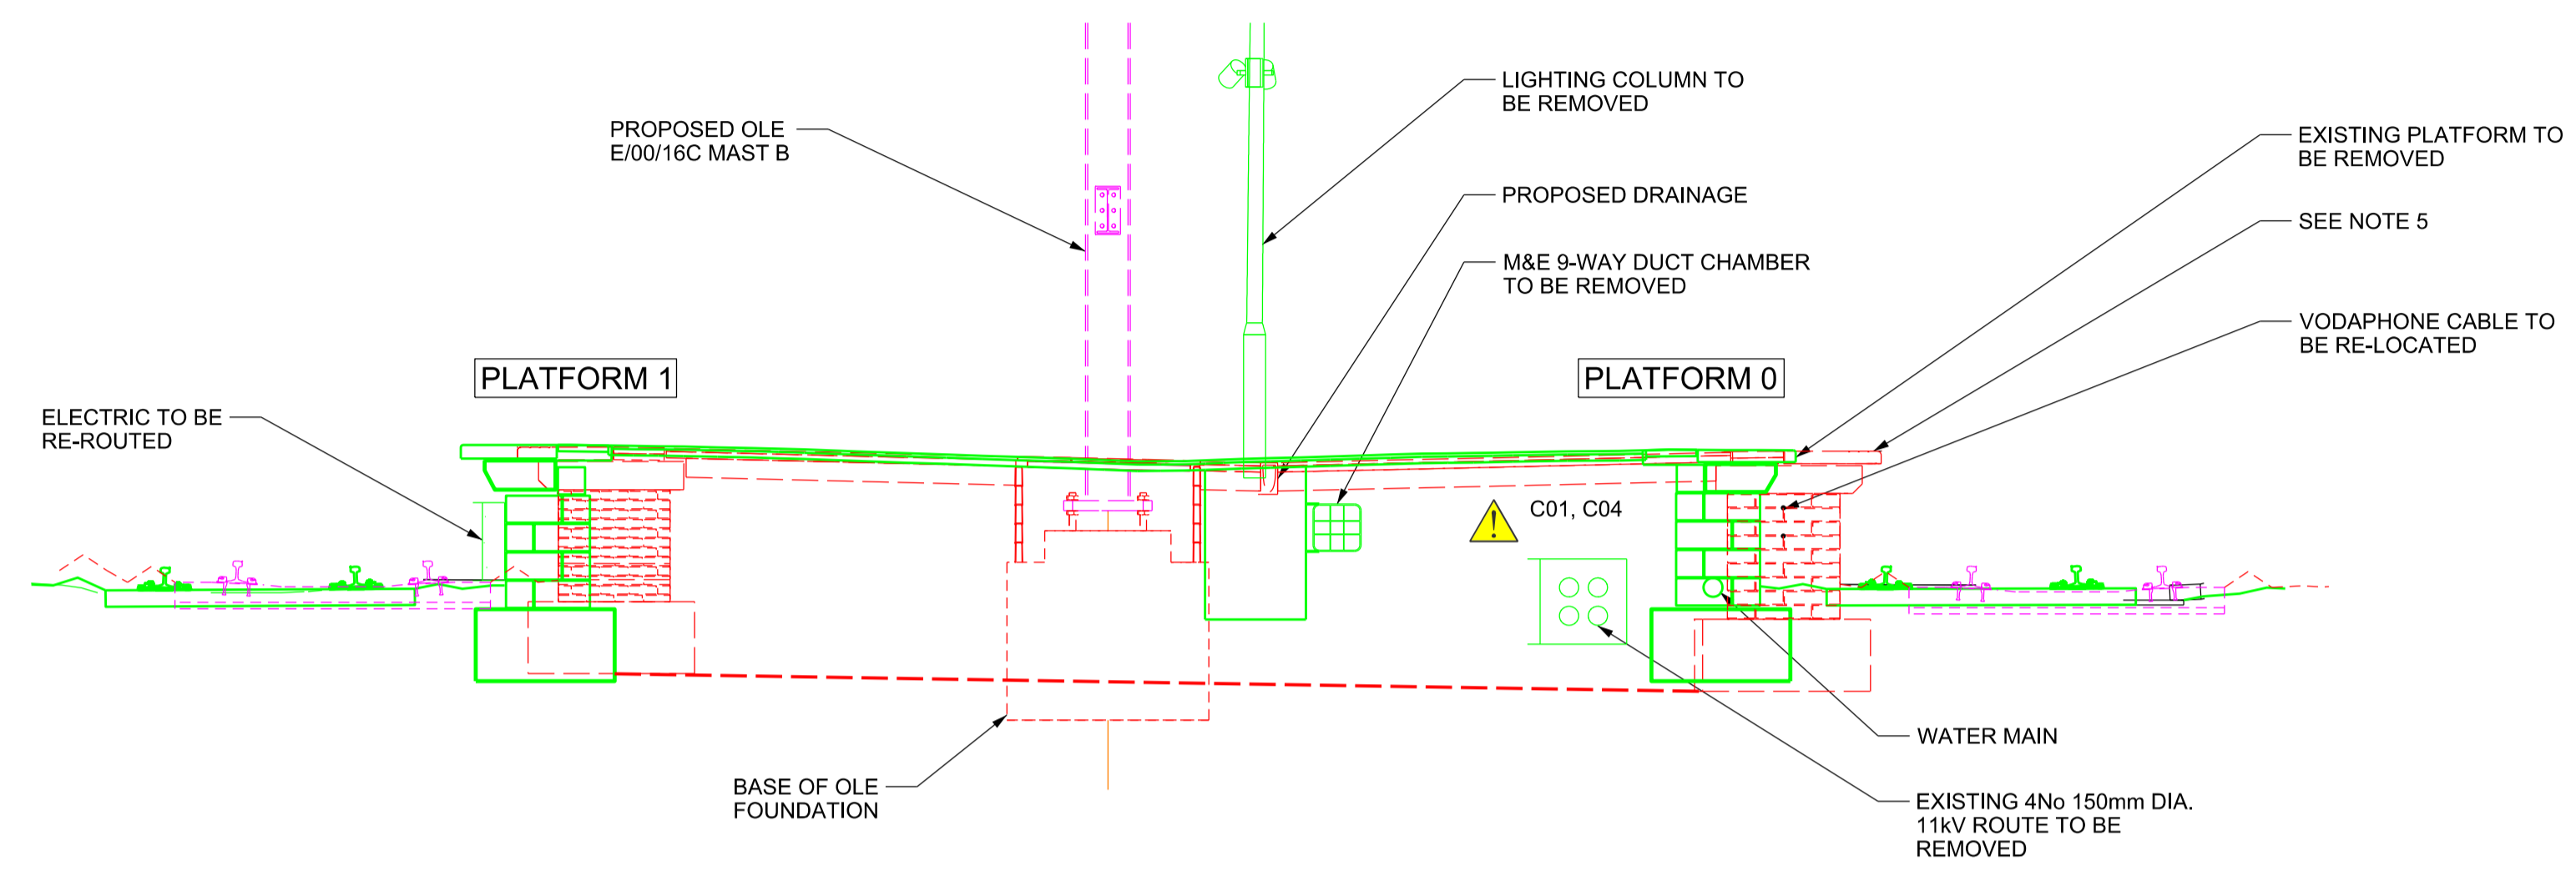 LIGHTING COLUMN TO
BE REMOVED
PROPOSED OLE
E/00/16C MAST B
EXISTING PLATFORM TO
BE REMOVED
PROPOSED DRAINAGE
SEE NOTE 5
M&E 9-WAY DUCT CHAMBER
TO BE REMOVED
VODAPHONE CABLE TO
BE RE-LOCATED
PLATFORM 1
PLATFORM 0
ELECTRIC TO BE
RE-ROUTED
C01, C04
WATER MAIN
BASE OF OLE
FOUNDATION
EXISTING 4No 150mm DIA.
11kV ROUTE TO BE
REMOVED